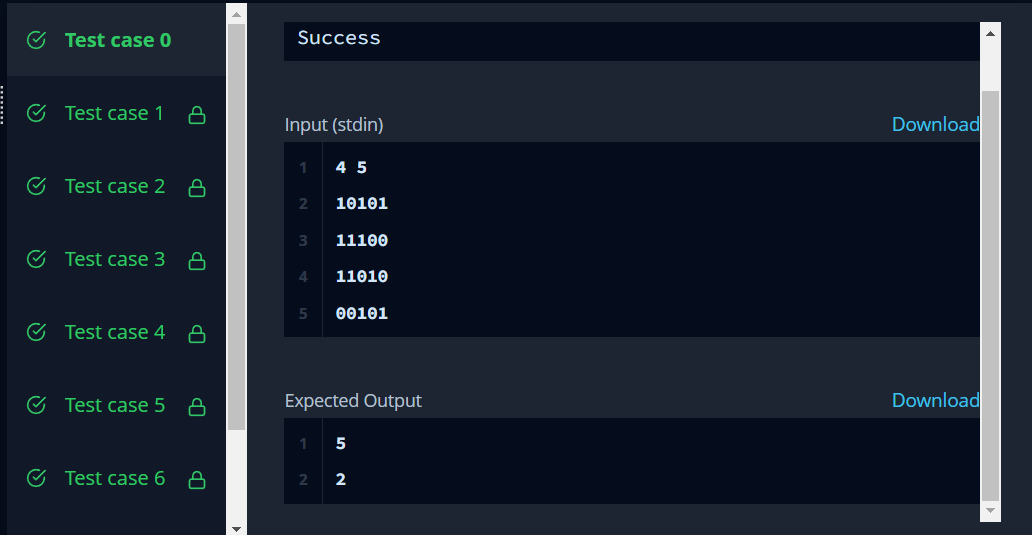 Test case 0
Test case 1
Test case 2
Test case 3
Test case 4
Test case 5
Test case 6
Success
Input (stdin)
Download
1 4 5
2 10101
3 11100
4 11010
5 00101
Expected Output
Download
1 5
2 2